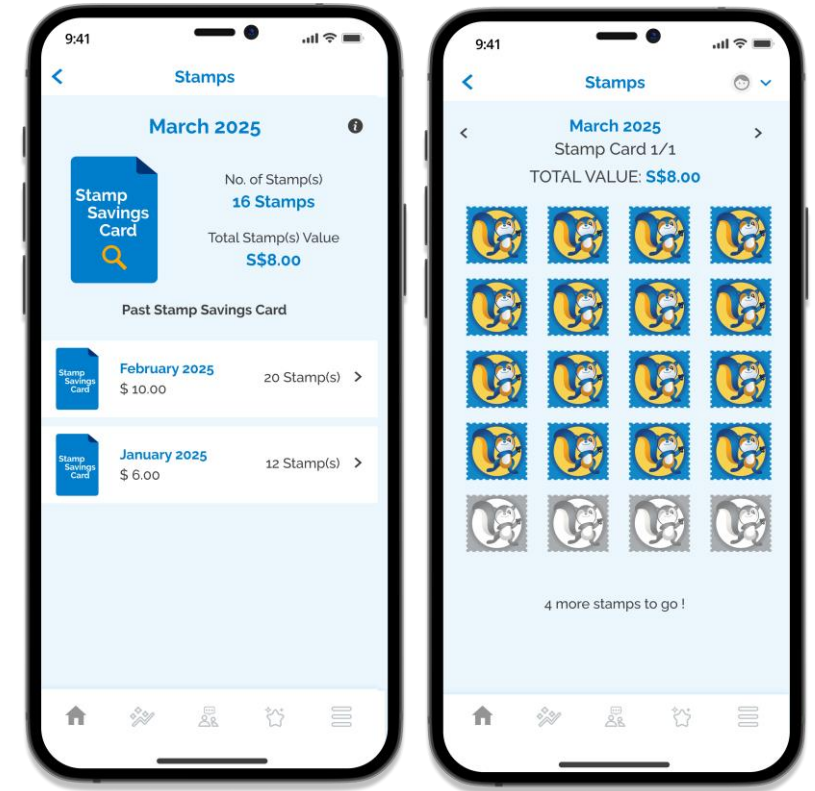 9:41
Stamps
March 2025
i
Stamp
Savings
Card
No. of Stamp(s)
16 Stamps
Total Stamp(s) Value
S$8.00
Past Stamp Savings Card
Stamp
Savings
Card
February 2025
$ 10.00
20 Stamp(s)
Stamp
Savings
Card
January 2025
$ 6.00
12 Stamp(s)
9:41
Stamps
March 2025
Stamp Card 1/1
TOTAL VALUE: S$8.00
4 more stamps to go !